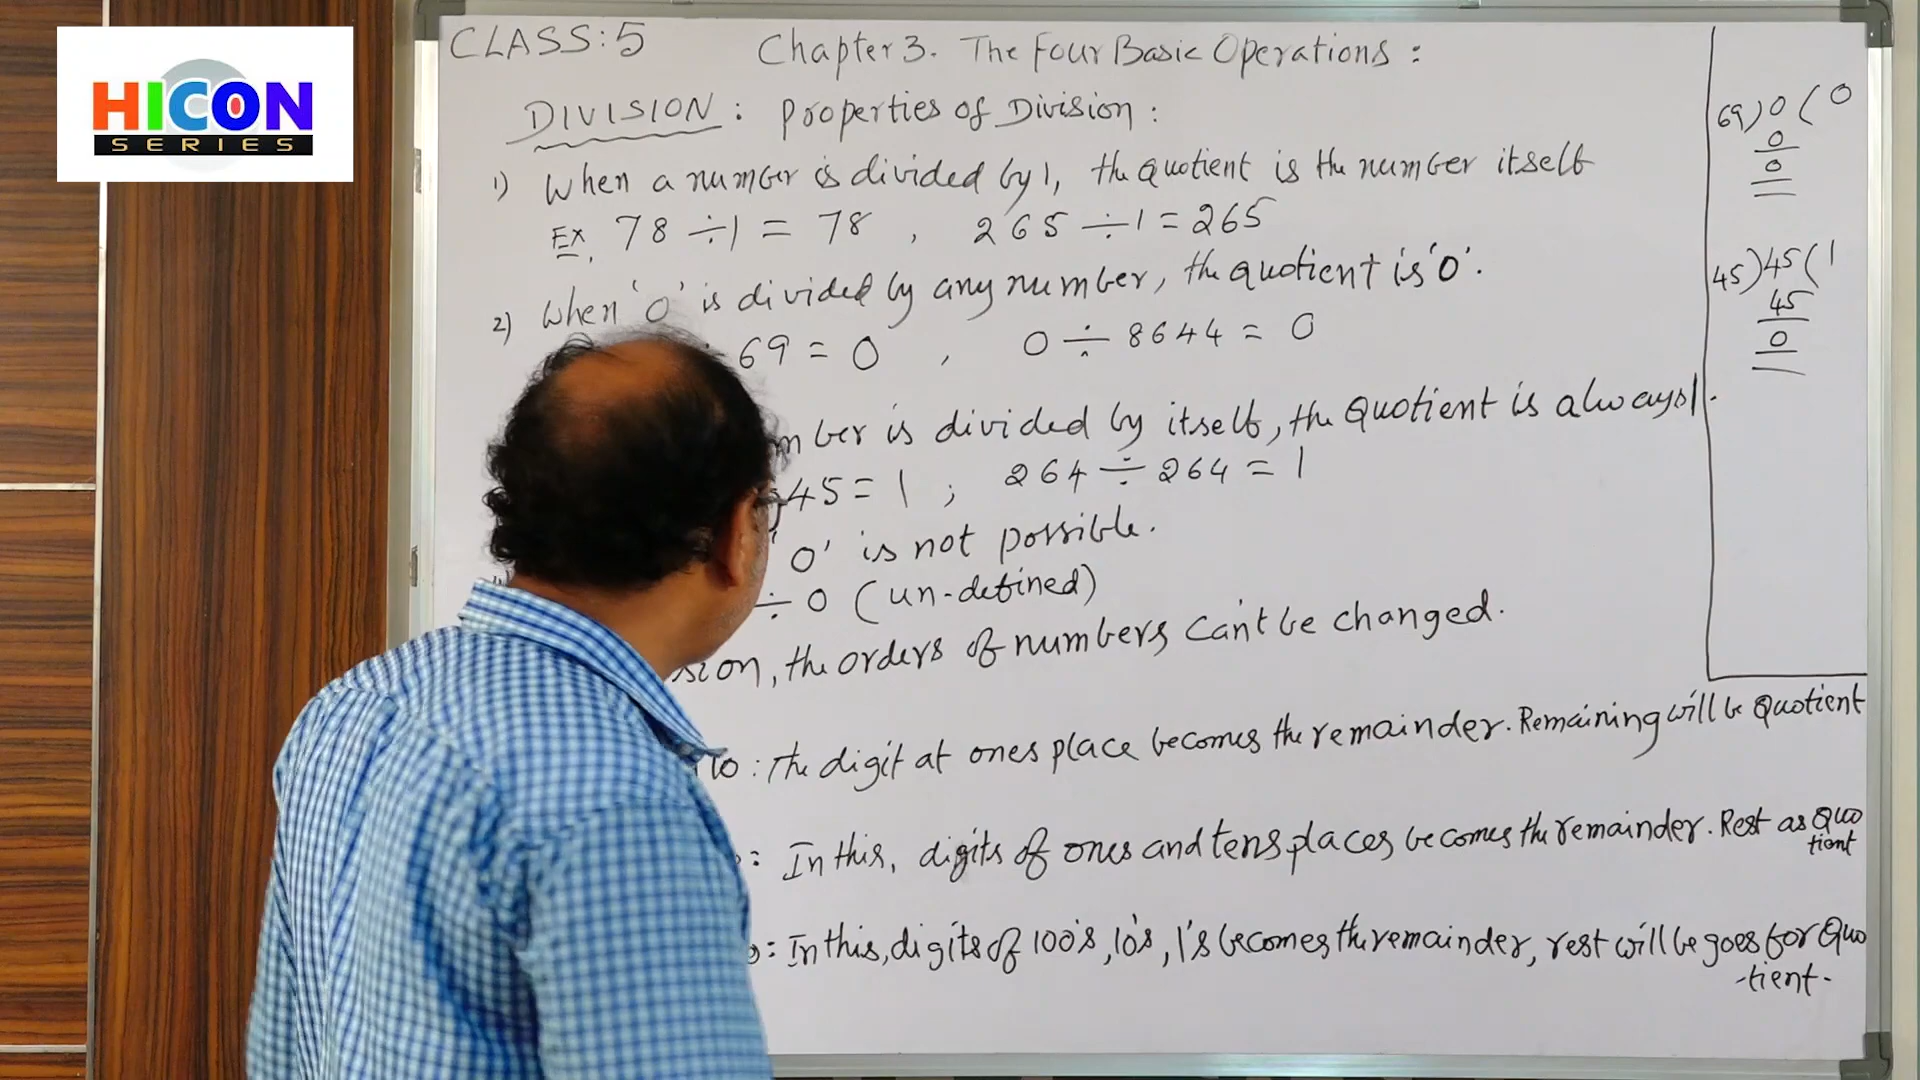 HICON
SERIES
CLASS: 5 Chapter 3. The Four Basic Operations:
DIVISION: Properties of Division:
1) When a number is divided by 1, the quotient is the number itself
Ex. 78 ÷ 1 = 78 , 265 ÷ 1 = 265
2) When '0' is divided by any number, the quotient is '0'.
69 = 0 , 0 ÷ 8644 = 0
mber is divided by itself, the Quotient is always 1.
45 = 1 ; 264 ÷ 264 = 1
'0' is not possible.
÷ 0 (un-defined)
sion, the orders of numbers can't be changed.
10: The digit at ones place becomes the remainder. Remaining will be Quotient
: In this, digits of ones and tens places becomes the remainder. Rest as Quo
tient
: In this, digits of 100's, 10's, 1's becomes the remainder, rest will be goes for Quo
-tient.
69)0(0
0
0
45)45(1
45
0